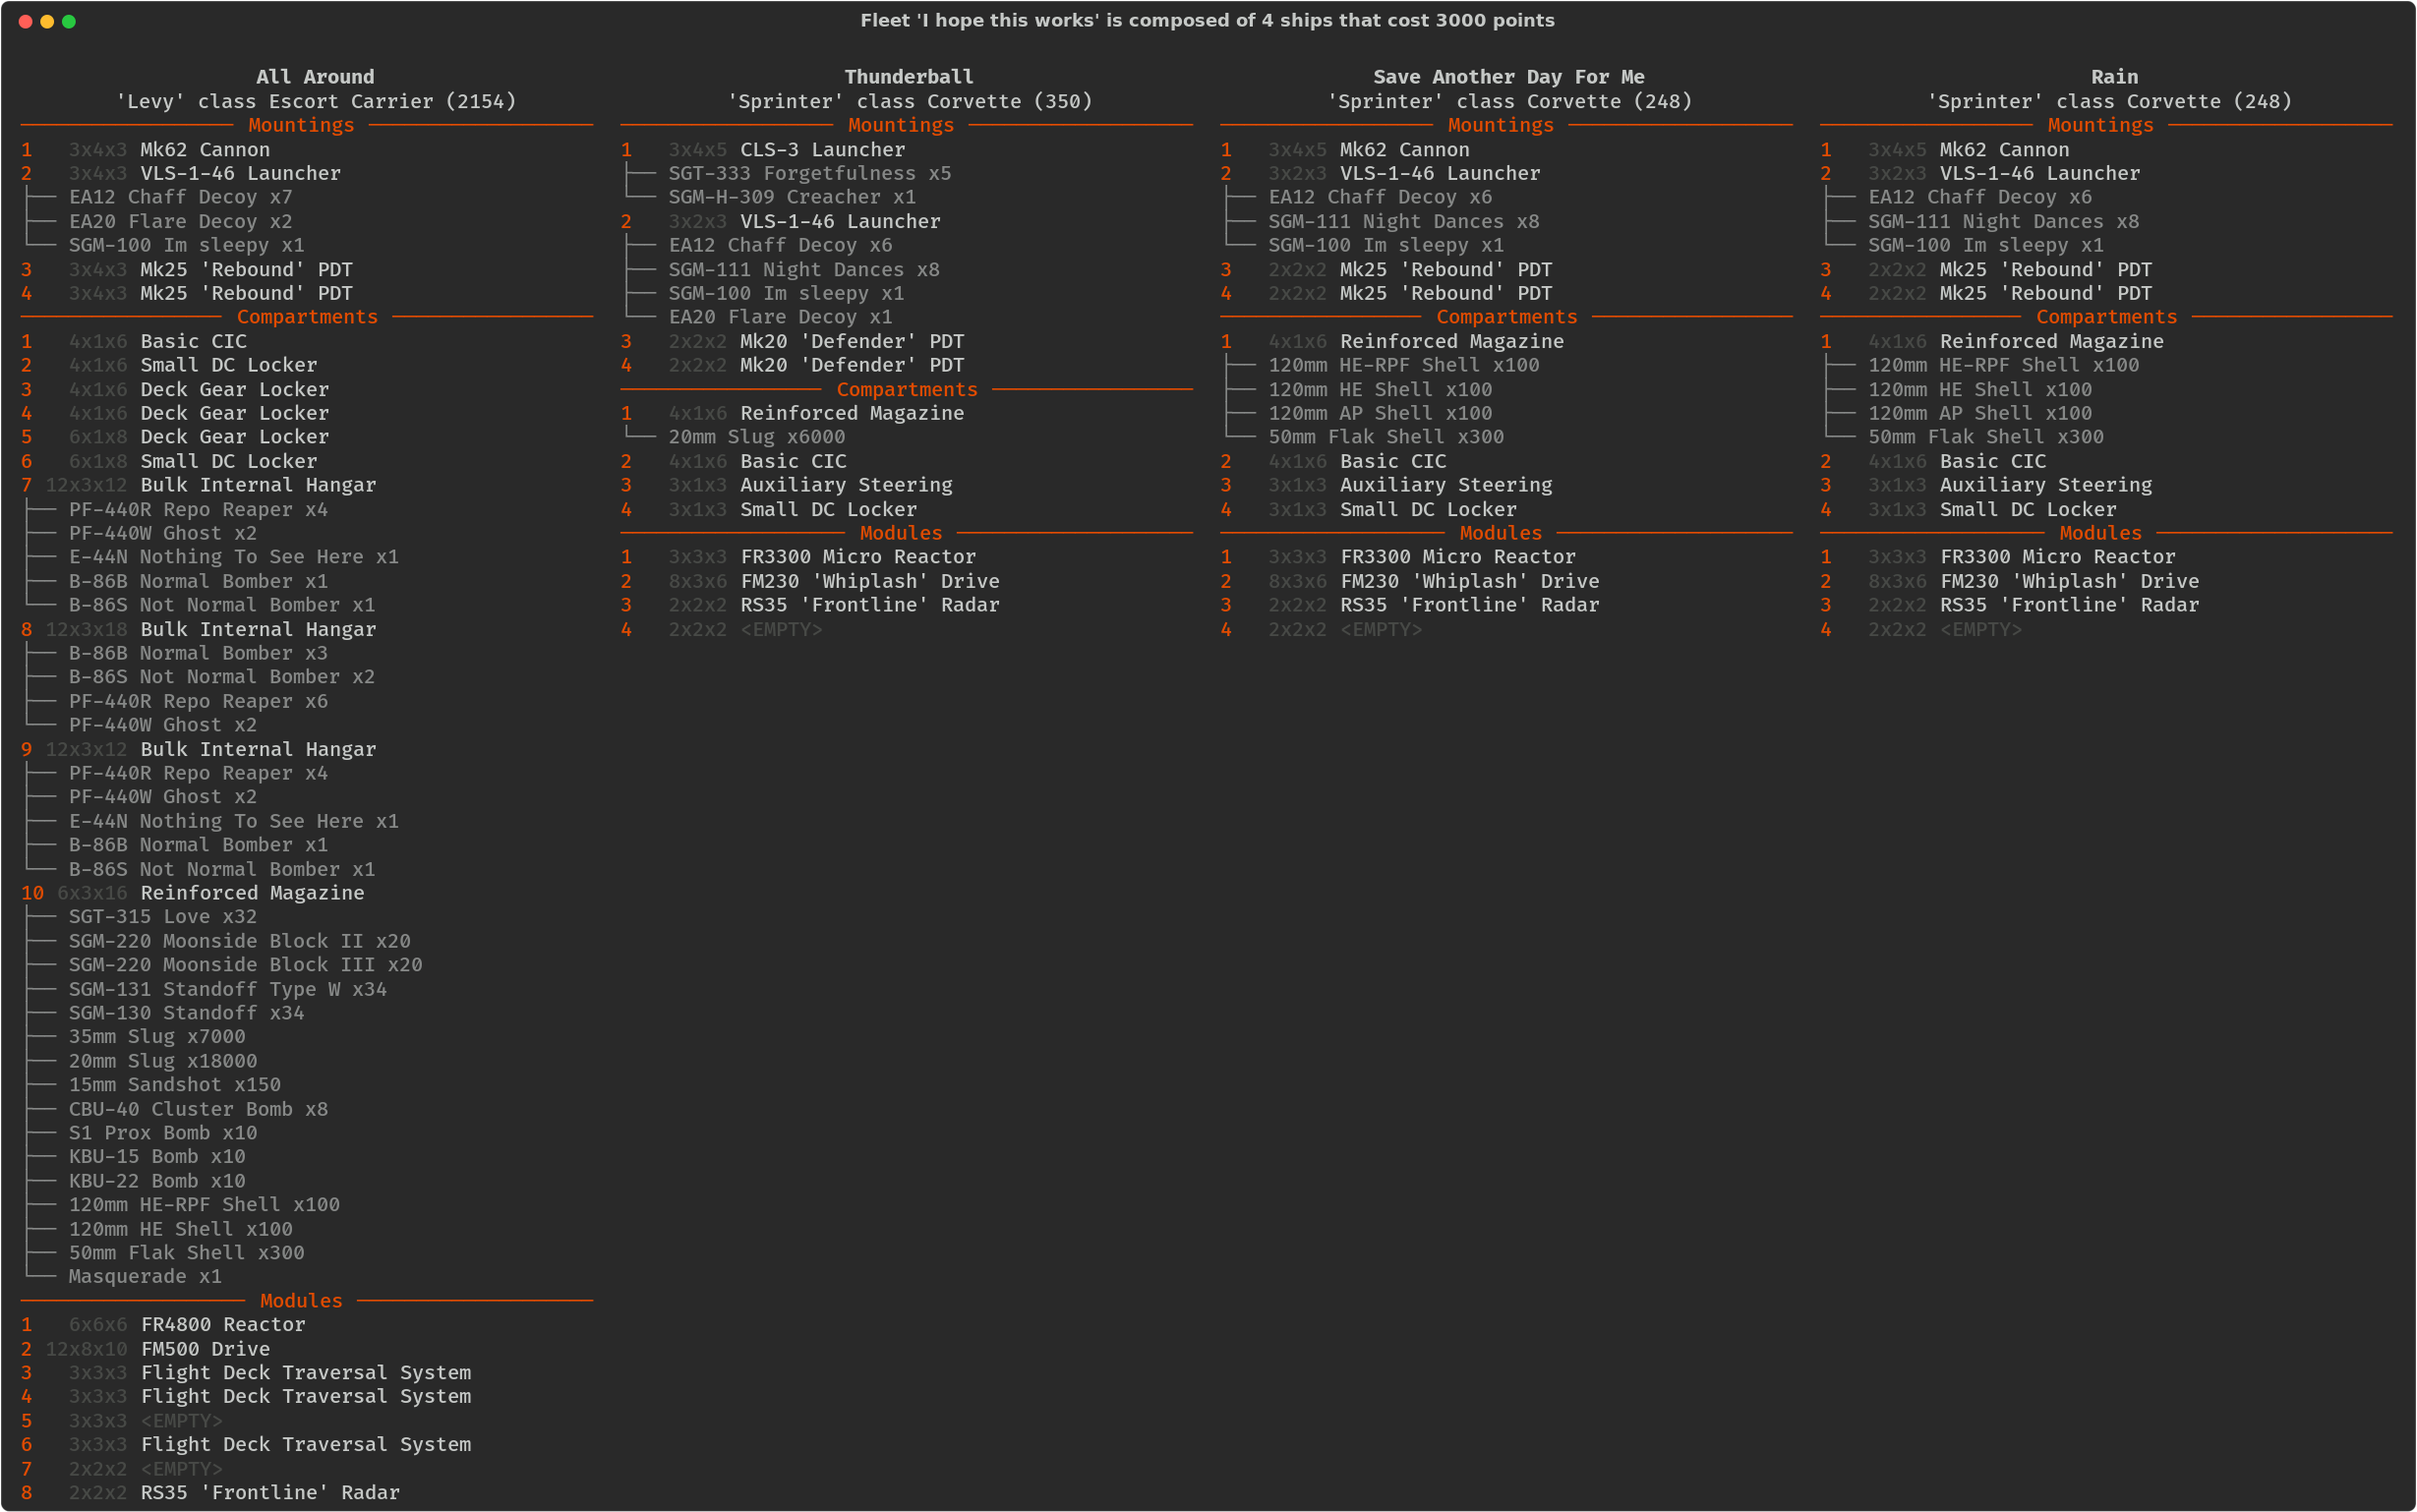 Fleet 'I hope this works' is composed of 4 ships that cost 3000 points
All Around
'Levy' class Escort Carrier (2154)
Mountings
1 3x4x3 Mk62 Cannon
2 3x4x3 VLS-1-46 Launcher
EA12 Chaff Decoy x7
EA20 Flare Decoy x2
SGM-100 Im sleepy x1
3 3x4x3 Mk25 'Rebound' PDT
4 3x4x3 Mk25 'Rebound' PDT
Compartments
1 4x1x6 Basic CIC
2 4x1x6 Small DC Locker
3 4x1x6 Deck Gear Locker
4 4x1x6 Deck Gear Locker
5 6x1x8 Deck Gear Locker
6 6x1x8 Small DC Locker
7 12x3x12 Bulk Internal Hangar
PF-440R Repo Reaper x4
PF-440W Ghost x2
E-44N Nothing To See Here x1
B-86B Normal Bomber x1
B-86S Not Normal Bomber x1
8 12x3x18 Bulk Internal Hangar
B-86B Normal Bomber x3
B-86S Not Normal Bomber x2
PF-440R Repo Reaper x6
PF-440W Ghost x2
9 12x3x12 Bulk Internal Hangar
PF-440R Repo Reaper x4
PF-440W Ghost x2
E-44N Nothing To See Here x1
B-86B Normal Bomber x1
B-86S Not Normal Bomber x1
10 6x3x16 Reinforced Magazine
SGT-315 Love x32
SGM-220 Moonside Block II x20
SGM-220 Moonside Block III x20
SGM-131 Standoff Type W x34
SGM-130 Standoff x34
35mm Slug x7000
20mm Slug x18000
15mm Sandshot x150
CBU-40 Cluster Bomb x8
S1 Prox Bomb x10
KBU-15 Bomb x10
KBU-22 Bomb x10
120mm HE-RPF Shell x100
120mm HE Shell x100
50mm Flak Shell x300
Masquerade x1
Modules
1 6x6x6 FR4800 Reactor
2 12x8x10 FM500 Drive
3 3x3x3 Flight Deck Traversal System
4 3x3x3 Flight Deck Traversal System
5 3x3x3 <EMPTY>
6 3x3x3 Flight Deck Traversal System
7 2x2x2 <EMPTY>
8 2x2x2 RS35 'Frontline' Radar
Thunderball
'Sprinter' class Corvette (350)
Mountings
1 3x4x5 CLS-3 Launcher
SGT-333 Forgetfulness x5
SGM-H-309 Creacher x1
2 3x2x3 VLS-1-46 Launcher
EA12 Chaff Decoy x6
SGM-111 Night Dances x8
SGM-100 Im sleepy x1
EA20 Flare Decoy x1
3 2x2x2 Mk20 'Defender' PDT
4 2x2x2 Mk20 'Defender' PDT
Compartments
1 4x1x6 Reinforced Magazine
20mm Slug x6000
2 4x1x6 Basic CIC
3 3x1x3 Auxiliary Steering
4 3x1x3 Small DC Locker
Modules
1 3x3x3 FR3300 Micro Reactor
2 8x3x6 FM230 'Whiplash' Drive
3 2x2x2 RS35 'Frontline' Radar
4 2x2x2 <EMPTY>
Save Another Day For Me
'Sprinter' class Corvette (248)
Mountings
1 3x4x5 Mk62 Cannon
2 3x2x3 VLS-1-46 Launcher
EA12 Chaff Decoy x6
SGM-111 Night Dances x8
SGM-100 Im sleepy x1
3 2x2x2 Mk25 'Rebound' PDT
4 2x2x2 Mk25 'Rebound' PDT
Compartments
1 4x1x6 Reinforced Magazine
120mm HE-RPF Shell x100
120mm HE Shell x100
120mm AP Shell x100
50mm Flak Shell x300
2 4x1x6 Basic CIC
3 3x1x3 Auxiliary Steering
4 3x1x3 Small DC Locker
Modules
1 3x3x3 FR3300 Micro Reactor
2 8x3x6 FM230 'Whiplash' Drive
3 2x2x2 RS35 'Frontline' Radar
4 2x2x2 <EMPTY>
Rain
'Sprinter' class Corvette (248)
Mountings
1 3x4x5 Mk62 Cannon
2 3x2x3 VLS-1-46 Launcher
EA12 Chaff Decoy x6
SGM-111 Night Dances x8
SGM-100 Im sleepy x1
3 2x2x2 Mk25 'Rebound' PDT
4 2x2x2 Mk25 'Rebound' PDT
Compartments
1 4x1x6 Reinforced Magazine
120mm HE-RPF Shell x100
120mm HE Shell x100
120mm AP Shell x100
50mm Flak Shell x300
2 4x1x6 Basic CIC
3 3x1x3 Auxiliary Steering
4 3x1x3 Small DC Locker
Modules
1 3x3x3 FR3300 Micro Reactor
2 8x3x6 FM230 'Whiplash' Drive
3 2x2x2 RS35 'Frontline' Radar
4 2x2x2 <EMPTY>